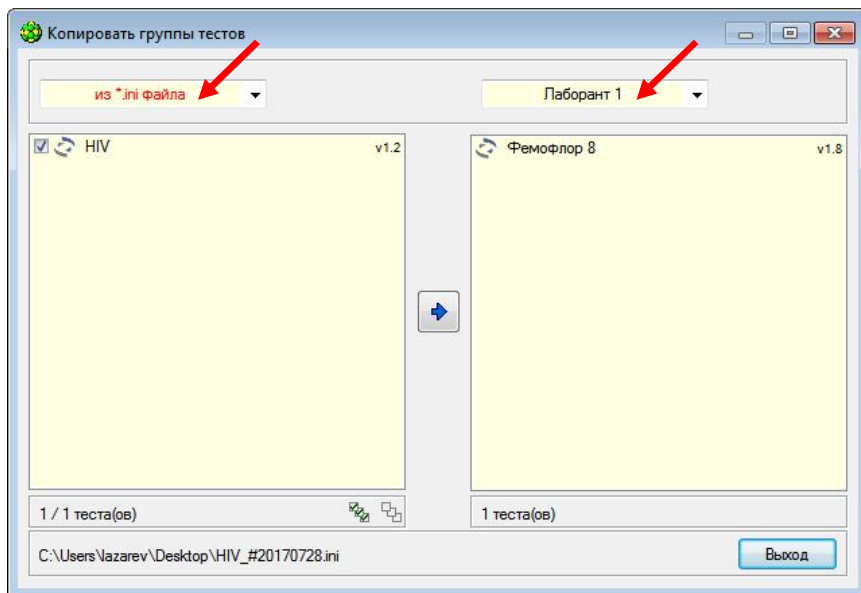 Копировать группы тестов
из *.ini файла
Лаборант 1
HIV v1.2
Фемофлор 8 v1.8
1 / 1 теста(ов)
1 теста(ов)
C:\Users\lazarev\Desktop\HIV_#20170728.ini
Выход